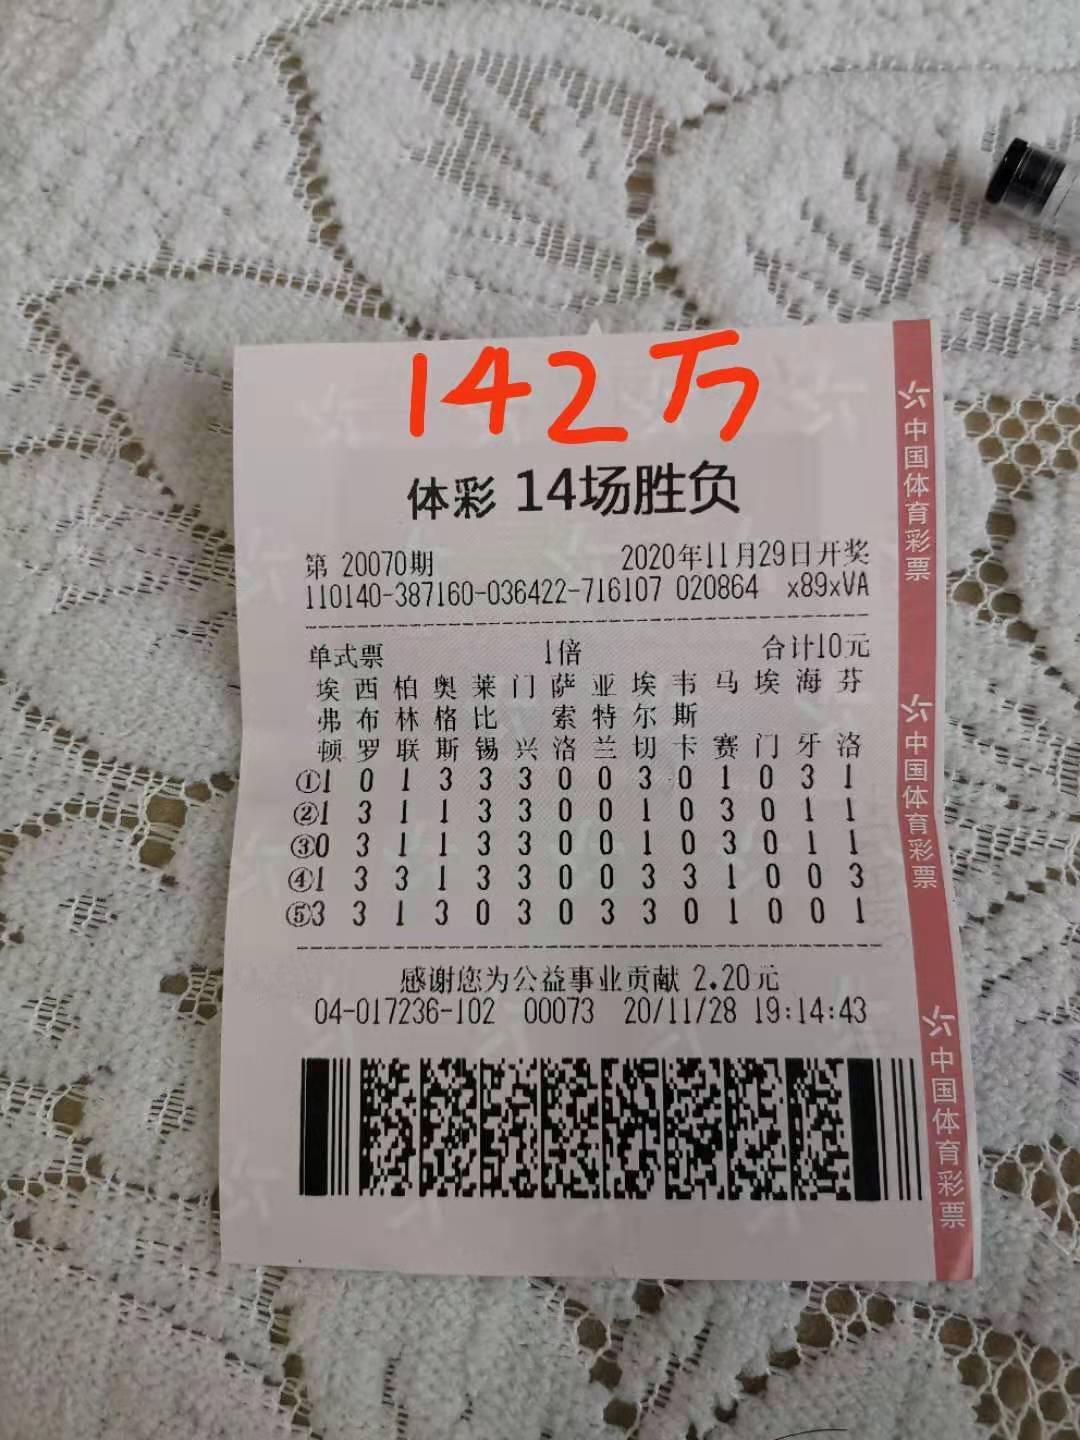 142万
体彩 14场胜负
第 20070期 2020年11月29日开奖
110140-387160-036422-716107 020864 x89xVA
单式票 1倍 合计10元
埃 西 柏 奥 莱 门 萨 亚 埃 韦 马 埃 海 芬
弗 布 林 格 比 索 特 尔 斯
顿 罗 联 斯 锡 兴 洛 兰 切 卡 赛 门 牙 洛
①1 0 1 3 3 3 0 0 3 0 1 0 3 1
②1 3 1 1 3 3 0 0 1 0 3 0 1 1
③0 3 1 1 3 3 0 0 1 0 3 0 1 1
④1 3 3 1 3 3 0 0 3 3 1 0 0 3
⑤3 3 1 3 0 3 0 3 3 0 1 0 0 1
感谢您为公益事业贡献 2.20元
04-017236-102 00073 20/11/28 19:14:43
中国体育彩票
中国体育彩票
中国体育彩票